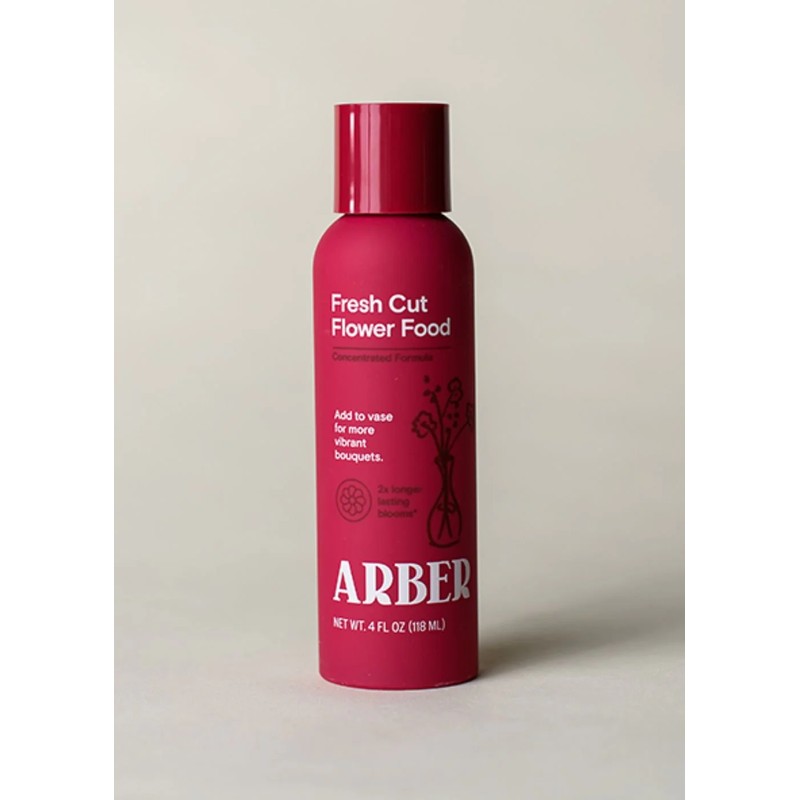 Fresh Cut
Flower Food
Concentrated Formula
Add to vase
for more
vibrant
bouquets.
2x longer
lasting
blooms*
ARBER
NET WT. 4 FL OZ (118 ML)